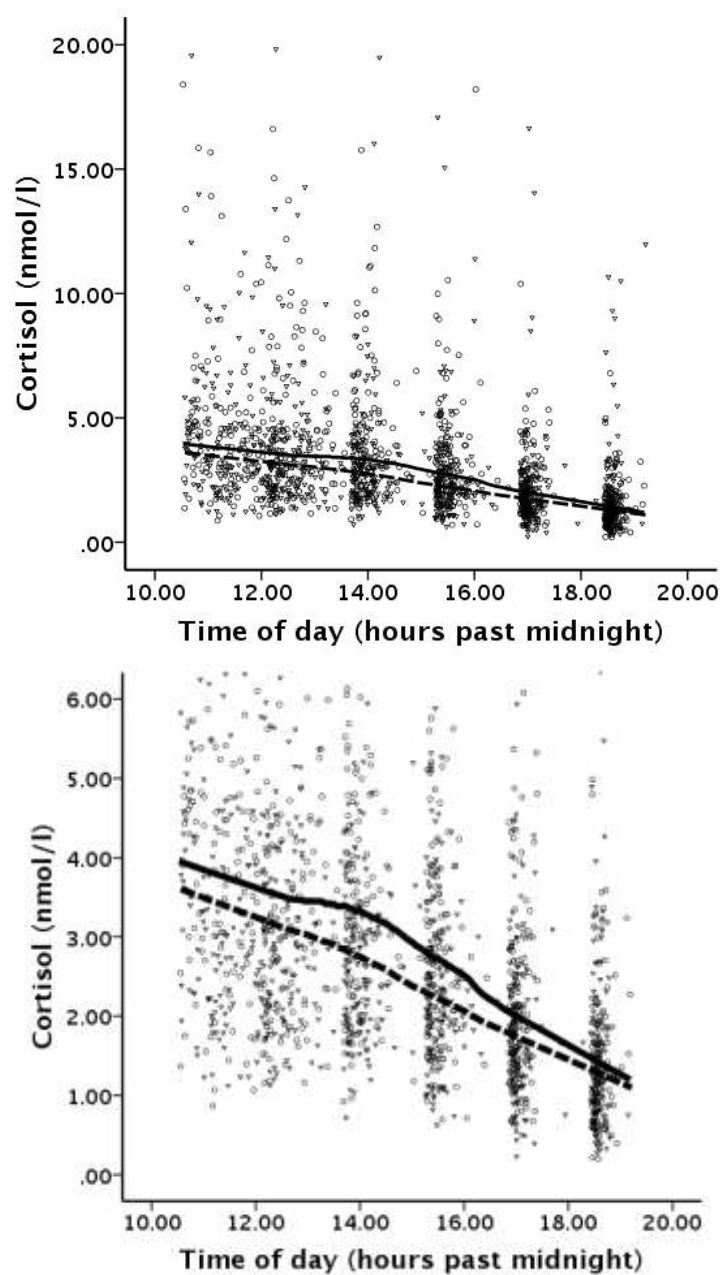 20.00
15.00
10.00
5.00
.00
Cortisol (nmol/l)
10.00 12.00 14.00 16.00 18.00 20.00
Time of day (hours past midnight)
6.00
5.00
4.00
3.00
2.00
1.00
.00
Cortisol (nmol/l)
10.00 12.00 14.00 16.00 18.00 20.00
Time of day (hours past midnight)